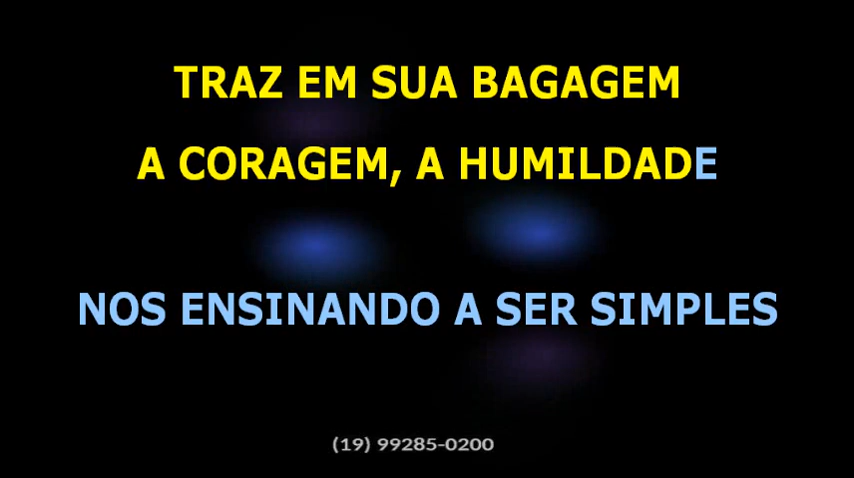 TRAZ EM SUA BAGAGEM
A CORAGEM, A HUMILDADE
NOS ENSINANDO A SER SIMPLES
(19) 99285-0200